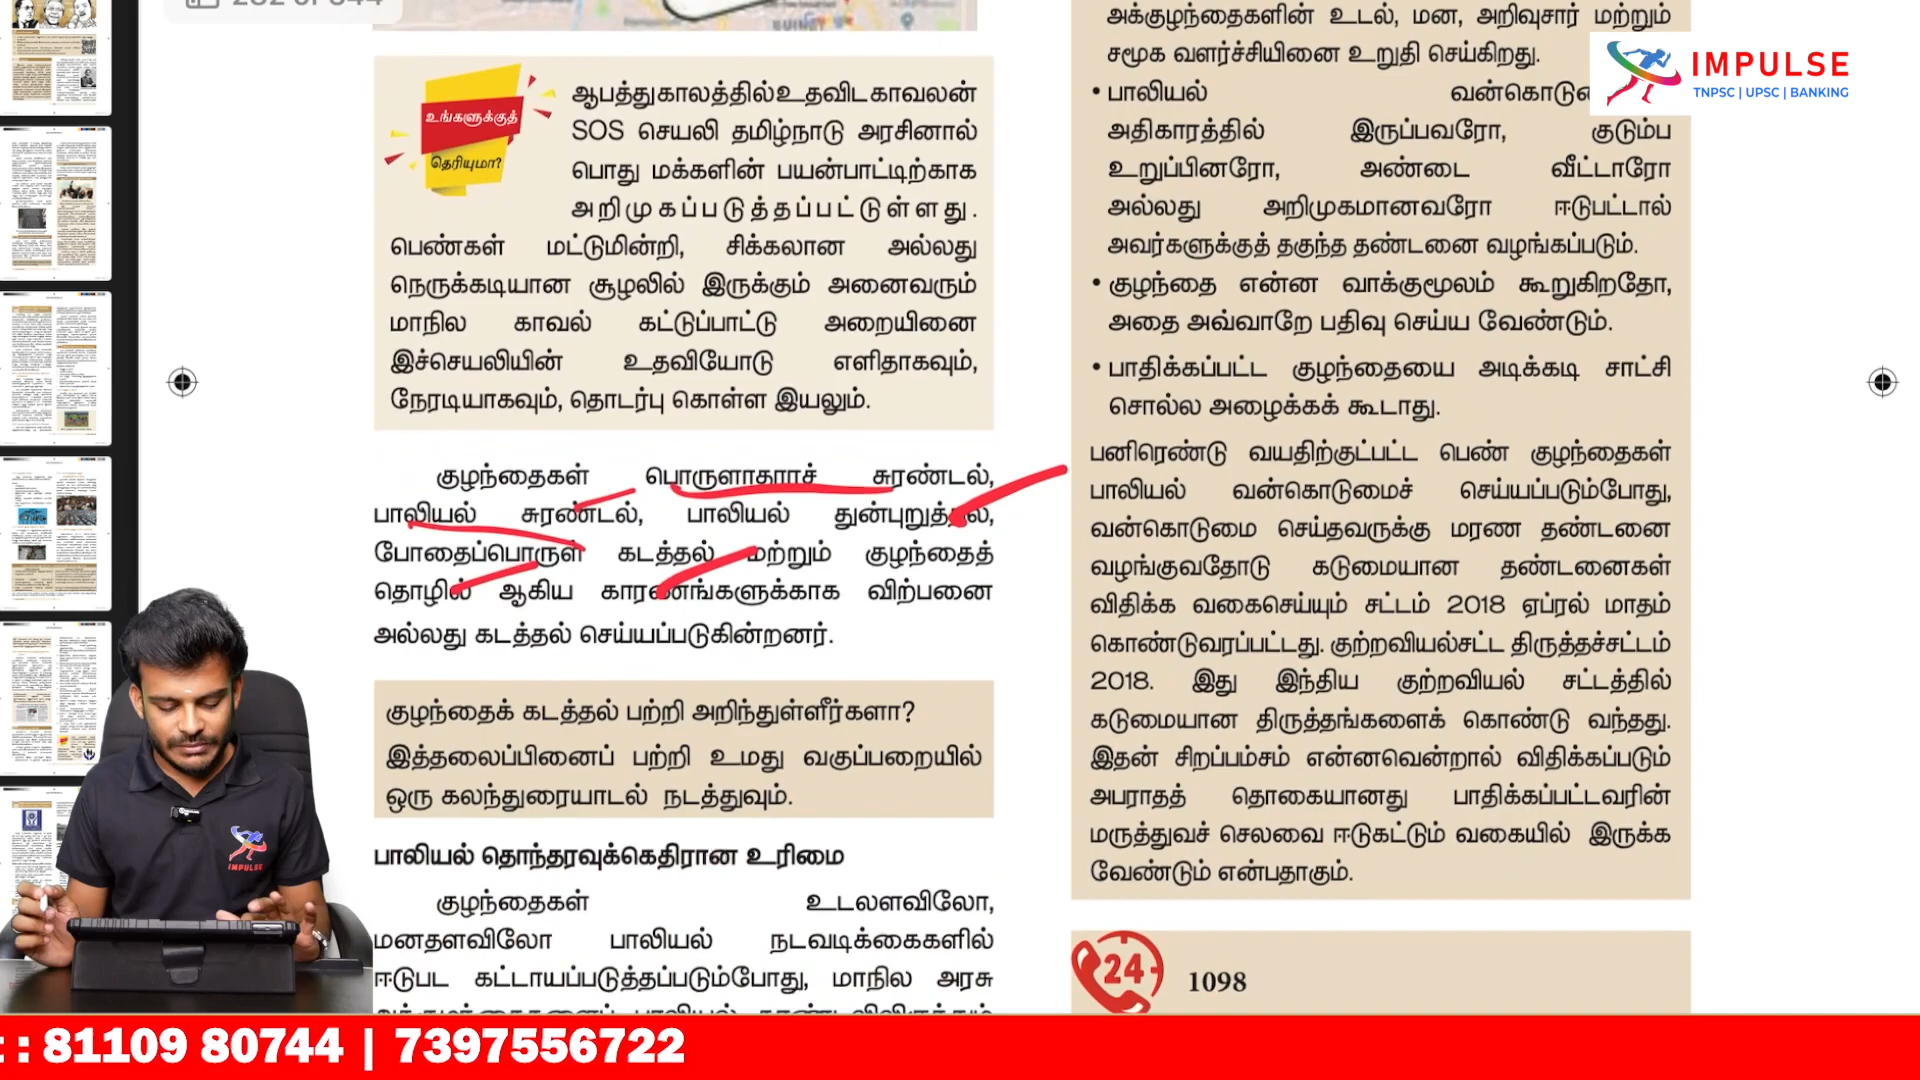 282 of 344
உங்களுக்குத்
தெரியுமா?
ஆபத்துகாலத்தில்உதவிடகாவலன்
SOS செயலி தமிழ்நாடு அரசினால்
பொது மக்களின் பயன்பாட்டிற்காக
அறிமுகப்படுத்தப்பட்டுள்ளது.
பெண்கள் மட்டுமின்றி, சிக்கலான அல்லது
நெருக்கடியான சூழலில் இருக்கும் அனைவரும்
மாநில காவல் கட்டுப்பாட்டு அறையினை
இச்செயலியின் உதவியோடு எளிதாகவும்,
நேரடியாகவும், தொடர்பு கொள்ள இயலும்.
குழந்தைகள் பொருளாதாரச் சுரண்டல்,
பாலியல் சுரண்டல், பாலியல் துன்புறுத்தல்,
போதைப்பொருள் கடத்தல் மற்றும் குழந்தைத்
தொழில் ஆகிய காரணங்களுக்காக விற்பனை
அல்லது கடத்தல் செய்யப்படுகின்றனர்.
குழந்தைக் கடத்தல் பற்றி அறிந்துள்ளீர்களா?
இத்தலைப்பினைப் பற்றி உமது வகுப்பறையில்
ஒரு கலந்துரையாடல் நடத்துவும்.
பாலியல் தொந்தரவுக்கெதிரான உரிமை
குழந்தைகள் உடலளவிலோ,
மனதளவிலோ பாலியல் நடவடிக்கைகளில்
ஈடுபட கட்டாயப்படுத்தப்படும்போது, மாநில அரசு
அக்குழந்தைகளின் உடல், மன, அறிவுசார் மற்றும்
சமூக வளர்ச்சியினை உறுதி செய்கிறது.
• பாலியல்
அதிகாரத்தில் இருப்பவரோ, குடும்ப
உறுப்பினரோ, அண்டை வீட்டாரோ
அல்லது அறிமுகமானவரோ ஈடுபட்டால்
அவர்களுக்குத் தகுந்த தண்டனை வழங்கப்படும்.
• குழந்தை என்ன வாக்குமூலம் கூறுகிறதோ,
அதை அவ்வாறே பதிவு செய்ய வேண்டும்.
• பாதிக்கப்பட்ட குழந்தையை அடிக்கடி சாட்சி
சொல்ல அழைக்கக் கூடாது.
பனிரெண்டு வயதிற்குட்பட்ட பெண் குழந்தைகள்
பாலியல் வன்கொடுமைச் செய்யப்படும்போது,
வன்கொடுமை செய்தவருக்கு மரண தண்டனை
வழங்குவதோடு கடுமையான தண்டனைகள்
விதிக்க வகைசெய்யும் சட்டம் 2018 ஏப்ரல் மாதம்
கொண்டுவரப்பட்டது. குற்றவியல்சட்ட திருத்தச்சட்டம்
2018. இது இந்திய குற்றவியல் சட்டத்தில்
கடுமையான திருத்தங்களைக் கொண்டு வந்தது.
இதன் சிறப்பம்சம் என்னவென்றால் விதிக்கப்படும்
அபராதத் தொகையானது பாதிக்கப்பட்டவரின்
மருத்துவச் செலவை ஈடுகட்டும் வகையில் இருக்க
வேண்டும் என்பதாகும்.
24
1098
IMPULSE
TNPSC | UPSC | BANKING
IMPULSE
: : 81109 80744 | 7397556722